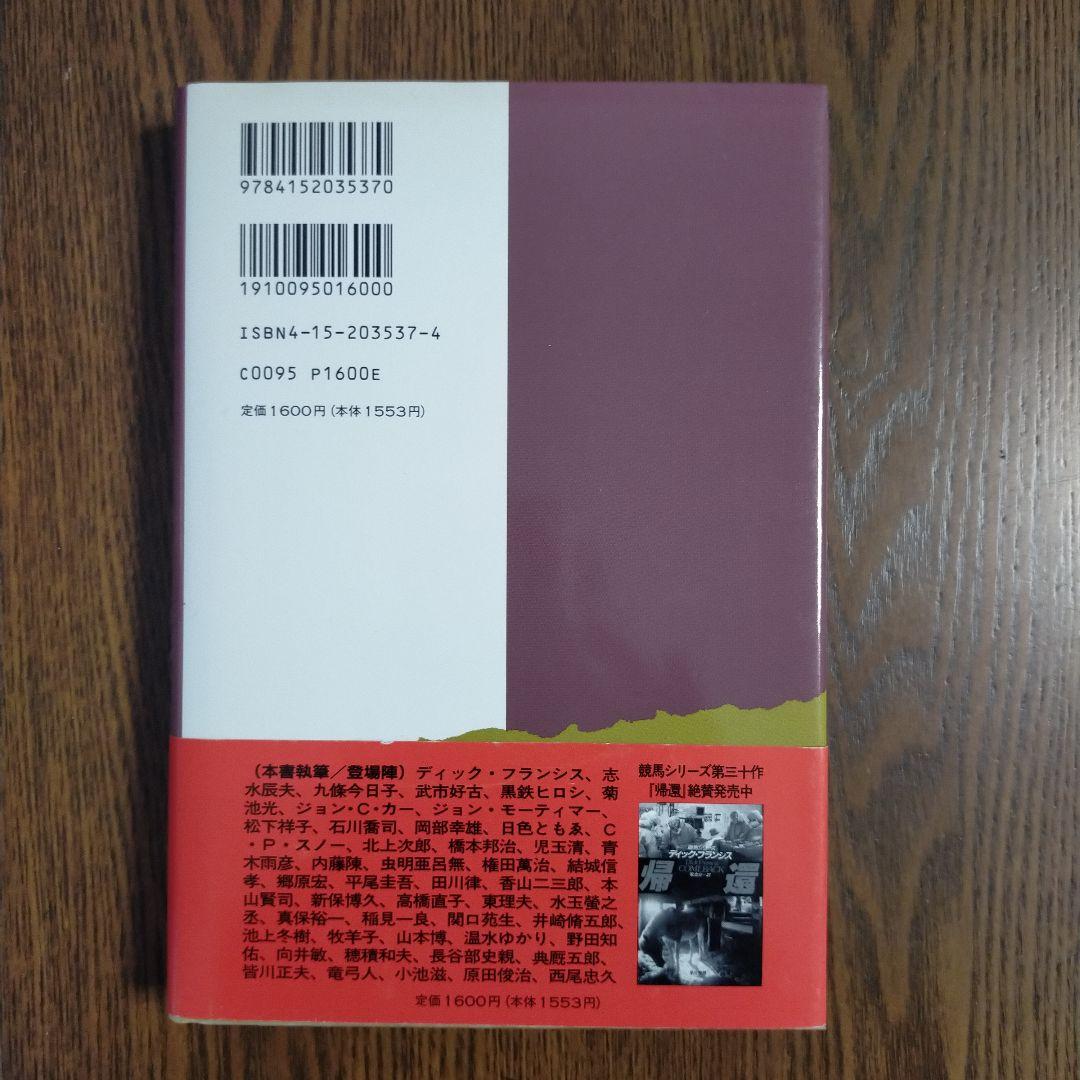 9784152035370
1910095016000
ISBN4-15-203537-4
C0095 P1600E
定価1600円(本体1553円)
(本書執筆/登場陣)ディック・フランシス、志
水辰夫、九條今日子、武市好古、黒鉄ヒロシ、菊
池光、ジョン・C・カー、ジョン・モーティマー、
松下祥子、石川喬司、岡部幸雄、日色ともゑ、C
・P・スノー、北上次郎、橋本邦治、児玉清、青
木雨彦、内藤陳、虫明亜呂無、権田萬治、結城信
孝、郷原宏、平尾圭吾、田川律、香山二三郎、本
山賢司、新保博久、高橋直子、東理夫、水玉螢之
丞、真保裕一、稲見一良、関口苑生、井崎脩五郎、
池上冬樹、牧羊子、山本博、温水ゆかり、野田知
佑、向井敏、穂積和夫、長谷部史親、典厩五郎、
皆川正夫、竜弓人、小池滋、原田俊治、西尾忠久
定価1600円(本体1553円)
競馬シリーズ第三十作
『帰還』絶賛発売中
ディック・フランシス
COMEBACK
帰還